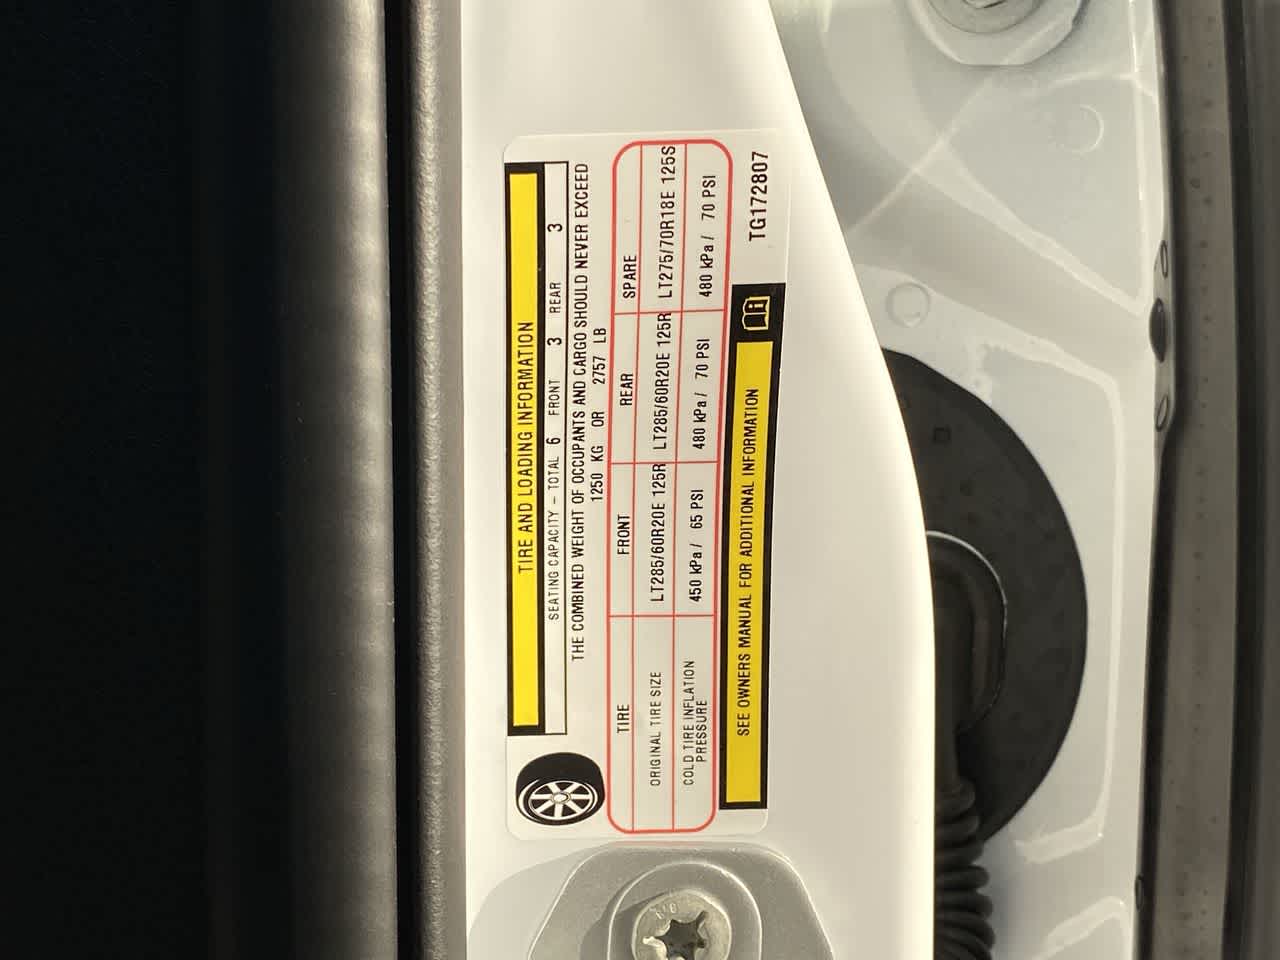 TIRE AND LOADING INFORMATION
SEATING CAPACITY - TOTAL 6 FRONT 3 REAR 3
THE COMBINED WEIGHT OF OCCUPANTS AND CARGO SHOULD NEVER EXCEED
1250 KG OR 2757 LB
TIRE FRONT REAR SPARE
ORIGINAL TIRE SIZE LT285/60R20E 125R LT285/60R20E 125R LT275/70R18E 125S
COLD TIRE INFLATION
PRESSURE 450 kPa / 65 PSI 480 kPa / 70 PSI 480 kPa / 70 PSI
SEE OWNERS MANUAL FOR ADDITIONAL INFORMATION
TG172807